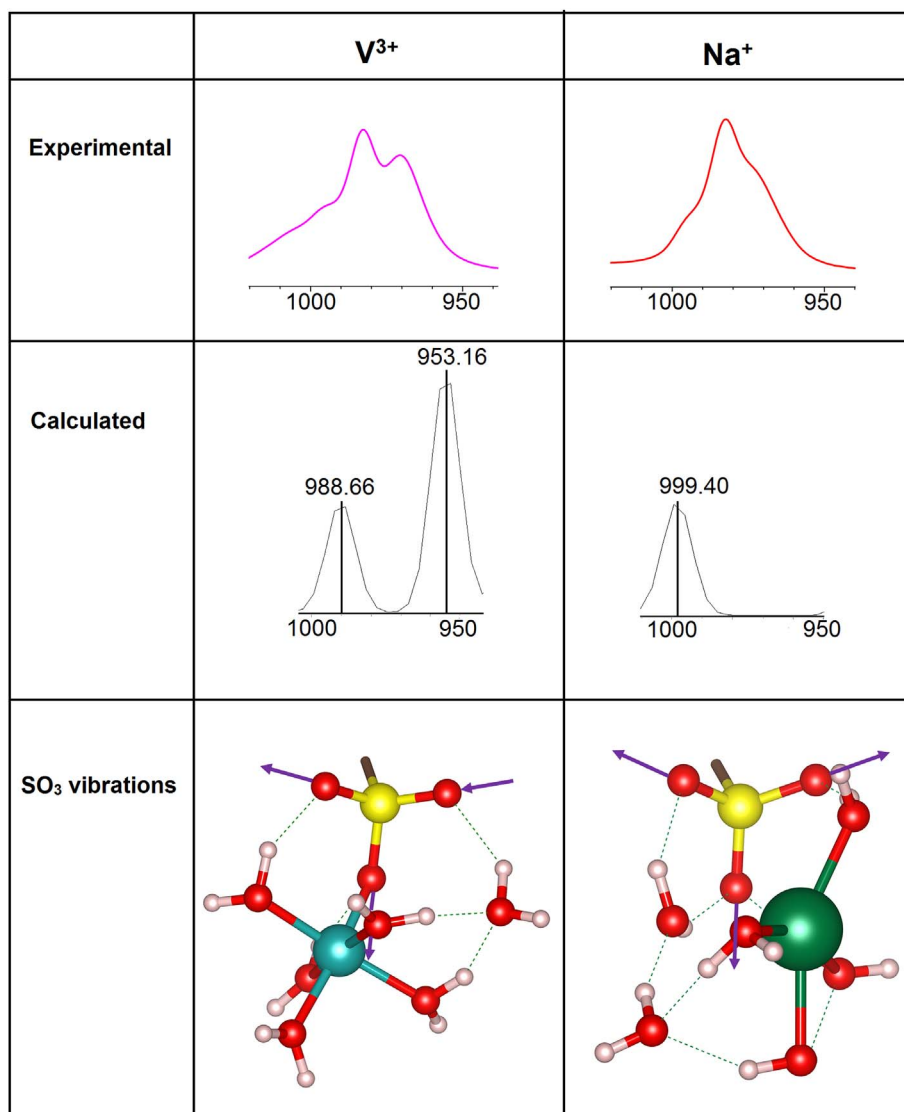 V³⁺ Na⁺
Experimental
1000 950 1000 950
953.16
Calculated
988.66 999.40
1000 950 1000 950
SO₃ vibrations